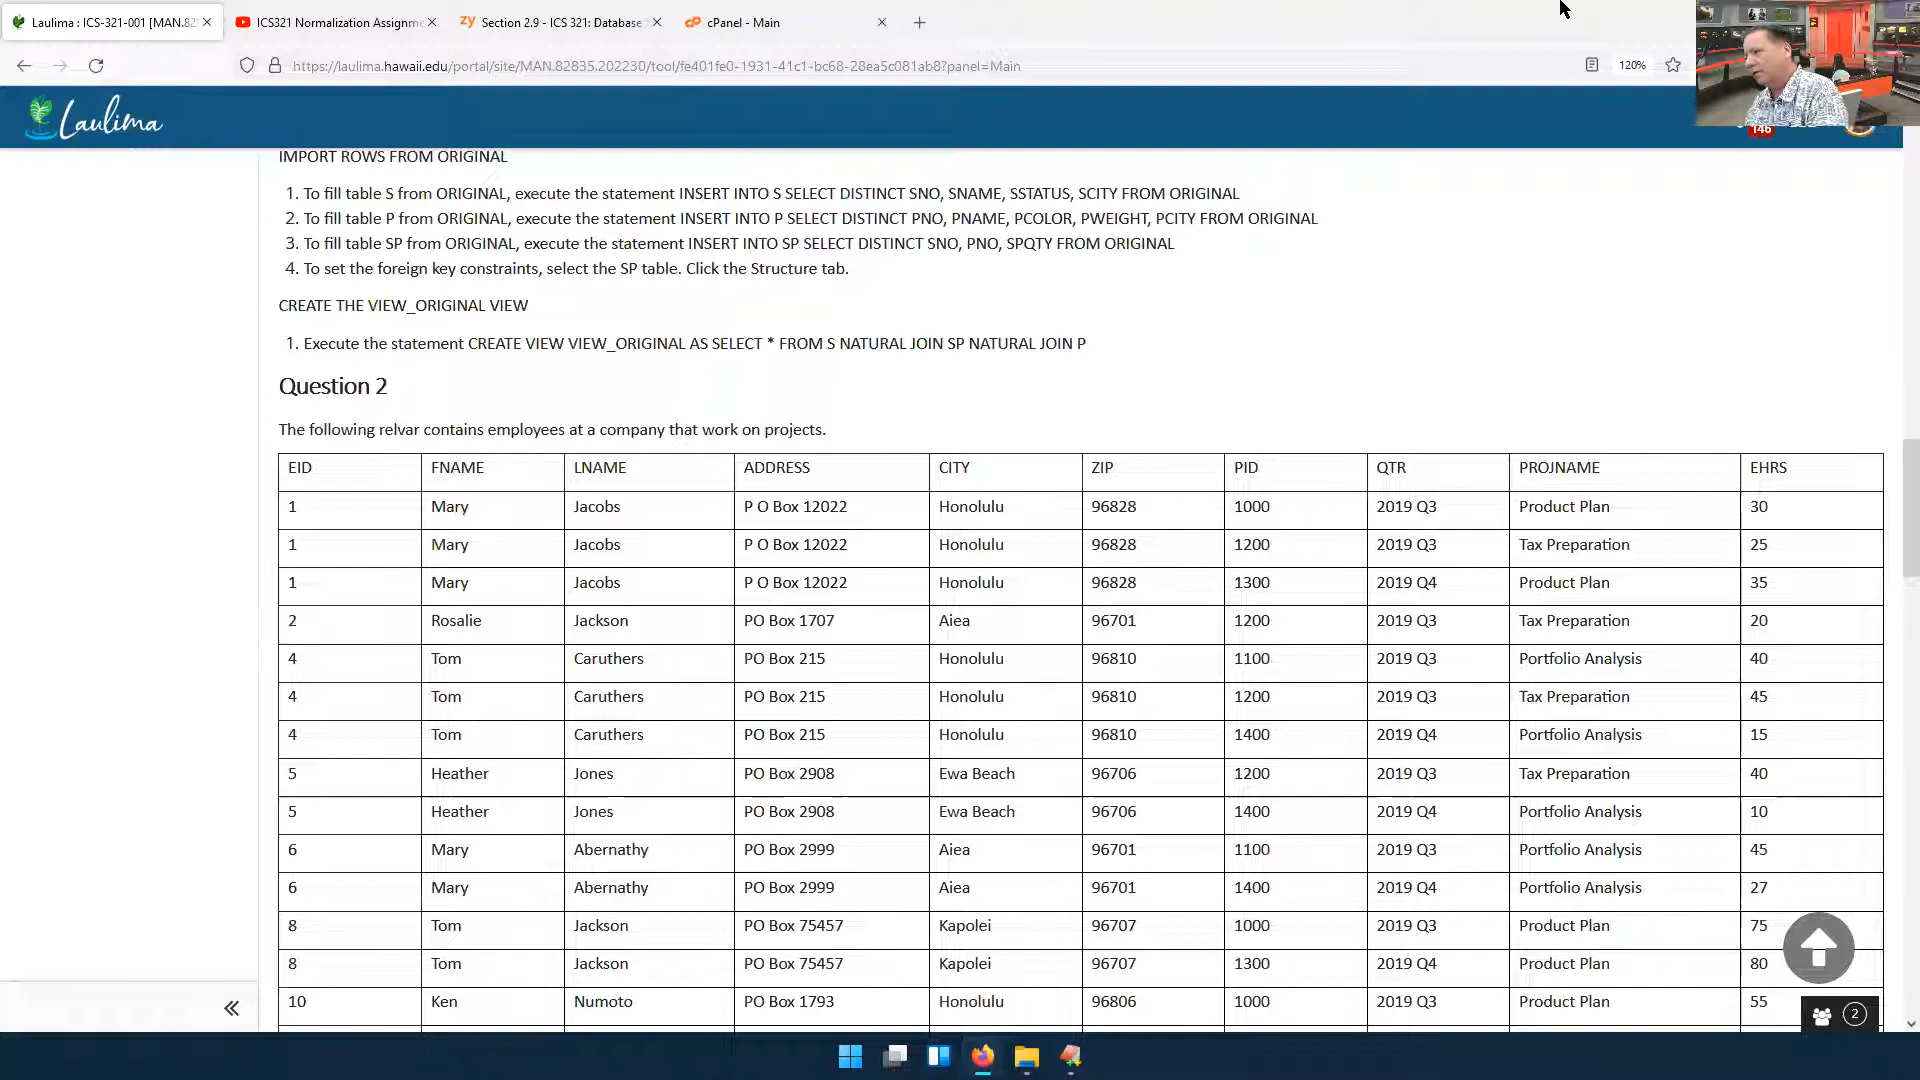 Laulima : ICS-321-001 [MAN.82
ICS321 Normalization Assignme
zy Section 2.9 - ICS 321: Database
cP cPanel - Main
https://laulima.hawaii.edu/portal/site/MAN.82835.202230/tool/fe401fe0-1931-41c1-bc68-28ea5c081ab8?panel=Main
120%
Laulima
146
IMPORT ROWS FROM ORIGINAL
1. To fill table S from ORIGINAL, execute the statement INSERT INTO S SELECT DISTINCT SNO, SNAME, SSTATUS, SCITY FROM ORIGINAL
2. To fill table P from ORIGINAL, execute the statement INSERT INTO P SELECT DISTINCT PNO, PNAME, PCOLOR, PWEIGHT, PCITY FROM ORIGINAL
3. To fill table SP from ORIGINAL, execute the statement INSERT INTO SP SELECT DISTINCT SNO, PNO, SPQTY FROM ORIGINAL
4. To set the foreign key constraints, select the SP table. Click the Structure tab.
CREATE THE VIEW_ORIGINAL VIEW
1. Execute the statement CREATE VIEW VIEW_ORIGINAL AS SELECT * FROM S NATURAL JOIN SP NATURAL JOIN P
Question 2
The following relvar contains employees at a company that work on projects.
EID FNAME LNAME ADDRESS CITY ZIP PID QTR PROJNAME EHRS
1 Mary Jacobs P O Box 12022 Honolulu 96828 1000 2019 Q3 Product Plan 30
1 Mary Jacobs P O Box 12022 Honolulu 96828 1200 2019 Q3 Tax Preparation 25
1 Mary Jacobs P O Box 12022 Honolulu 96828 1300 2019 Q4 Product Plan 35
2 Rosalie Jackson PO Box 1707 Aiea 96701 1200 2019 Q3 Tax Preparation 20
4 Tom Caruthers PO Box 215 Honolulu 96810 1100 2019 Q3 Portfolio Analysis 40
4 Tom Caruthers PO Box 215 Honolulu 96810 1200 2019 Q3 Tax Preparation 45
4 Tom Caruthers PO Box 215 Honolulu 96810 1400 2019 Q4 Portfolio Analysis 15
5 Heather Jones PO Box 2908 Ewa Beach 96706 1200 2019 Q3 Tax Preparation 40
5 Heather Jones PO Box 2908 Ewa Beach 96706 1400 2019 Q4 Portfolio Analysis 10
6 Mary Abernathy PO Box 2999 Aiea 96701 1100 2019 Q3 Portfolio Analysis 45
6 Mary Abernathy PO Box 2999 Aiea 96701 1400 2019 Q4 Portfolio Analysis 27
8 Tom Jackson PO Box 75457 Kapolei 96707 1000 2019 Q3 Product Plan 75
8 Tom Jackson PO Box 75457 Kapolei 96707 1300 2019 Q4 Product Plan 80
10 Ken Numoto PO Box 1793 Honolulu 96806 1000 2019 Q3 Product Plan 55
2